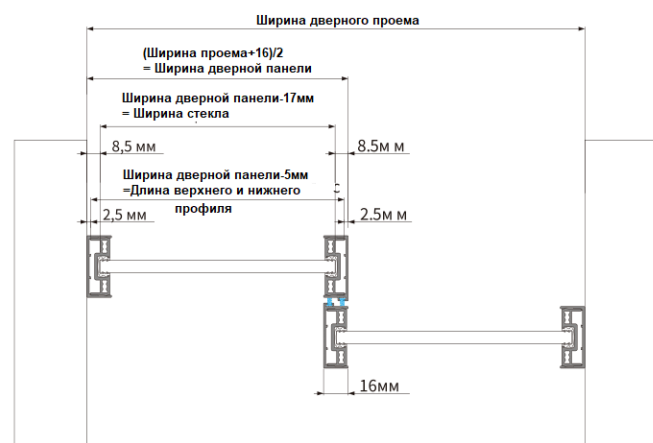 Ширина дверного проема
(Ширина проема+16)/2
= Ширина дверной панели
Ширина дверной панели-17мм
= Ширина стекла
8,5 мм
8.5м м
Ширина дверной панели-5мм
=Длина верхнего и нижнего
профиля
2,5 мм
2.5м м
16мм